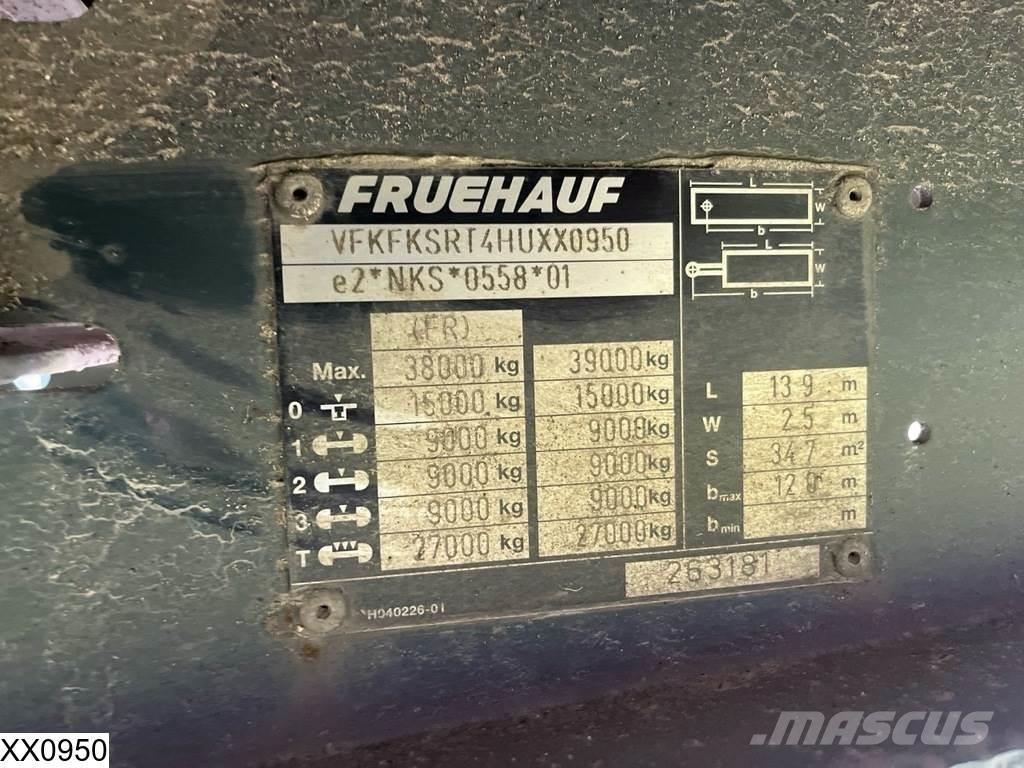 FRUEHAUF
VFKFKSRT4HUXX0950
e2*NKS*0558*01
(FR)
Max. 38000 kg 39000 kg
0 15000 kg 15000 kg
1 9000 kg 9000 kg
2 9000 kg 9000 kg
3 9000 kg 9000 kg
T 27000 kg 27000 kg
L
W
b
L
W
b
L 13 9 m
W 2 5 m
S 34 7 m²
b max 12 0 m
b min m
263181
H040226-01
MASCUS
XX0950